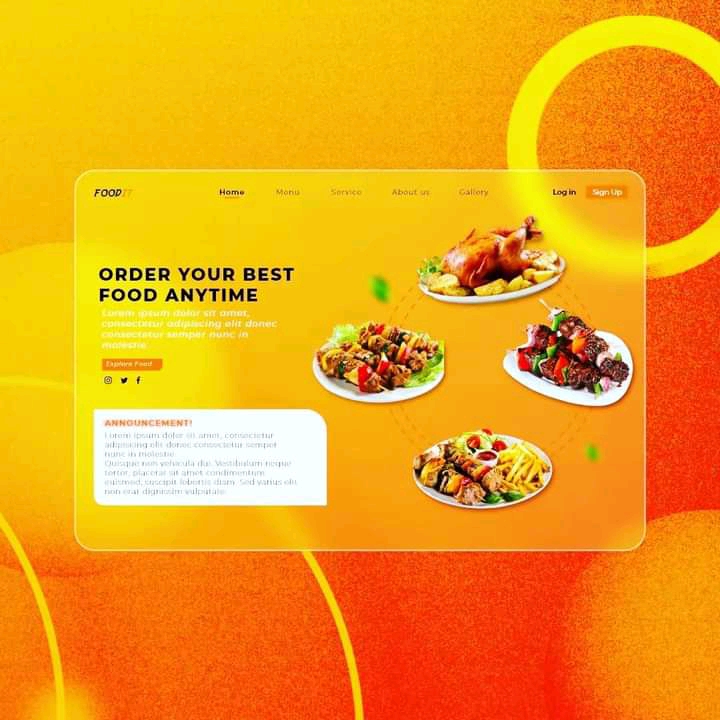 FOODIT
Home Menu Service About us Gallery Log in Sign Up
ORDER YOUR BEST
FOOD ANYTIME
Lorem ipsum dolor sit amet,
consectetur adipiscing elit donec
consectetur semper nunc in
molestie.
Explore Food
ANNOUNCEMENT!
Lorem ipsum dolor sit amet, consectetur
adipiscing elit donec consectetur semper
nunc in molestie.
Quisque non vehicula dui. Vestibulum neque
tortor, placerat sit amet condimentum
euismod, suscipit lobortis diam. Sed varius elit
non erat dignissim vulputate.